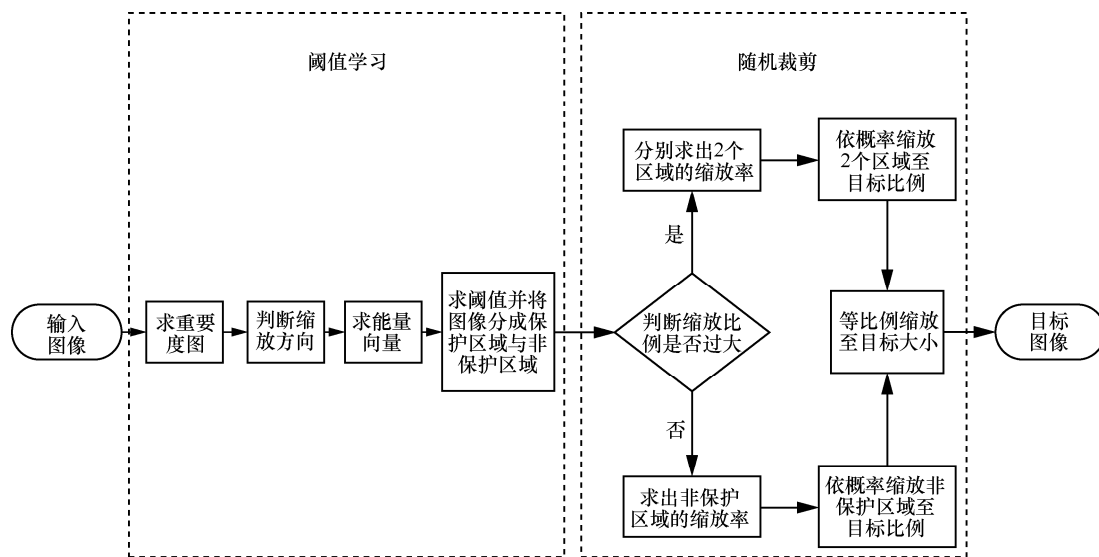 阈值学习
随机裁剪
输入
图像
求重要
度图
判断缩
放方向
求能量
向量
求阈值并将
图像分成保
护区域与非
保护区域
判断缩放比
例是否过大
是
分别求出2个
区域的缩放率
依概率缩放
2个区域至
目标比例
否
求出非保护
区域的缩放率
依概率缩放非
保护区域至
目标比例
等比例缩放
至目标大小
目标
图像